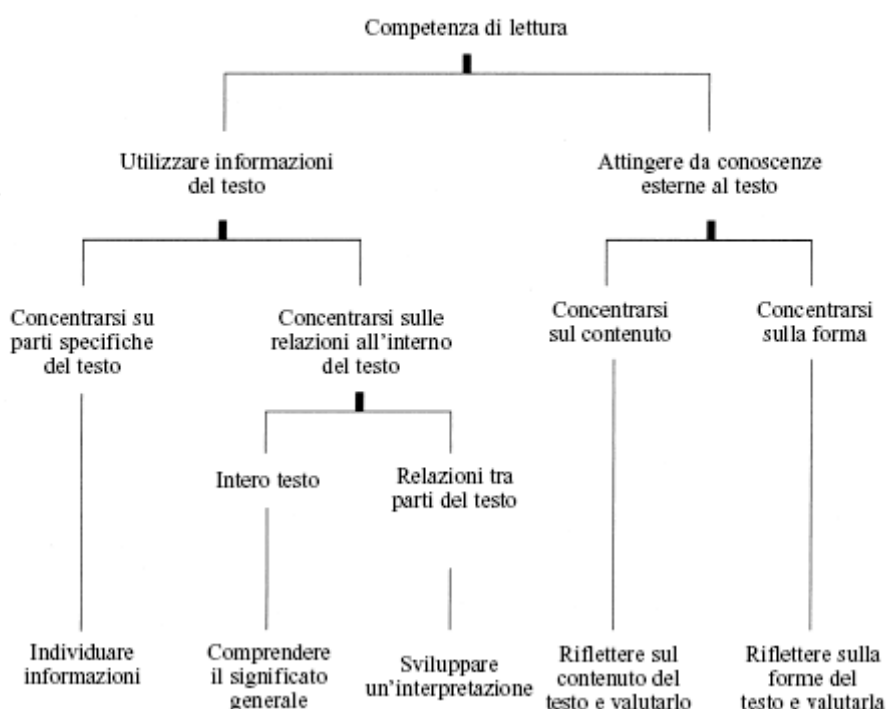 Competenza di lettura
Utilizzare informazioni
del testo
Attingere da conoscenze
esterne al testo
Concentrarsi su
parti specifiche
del testo
Concentrarsi sulle
relazioni all'interno
del testo
Concentrarsi
sul contenuto
Concentrarsi
sulla forma
Intero testo
Relazioni tra
parti del testo
Individuare
informazioni
Comprendere
il significato
generale
Sviluppare
un'interpretazione
Riflettere sul
contenuto del
testo e valutarlo
Riflettere sulla
forme del
testo e valutarla